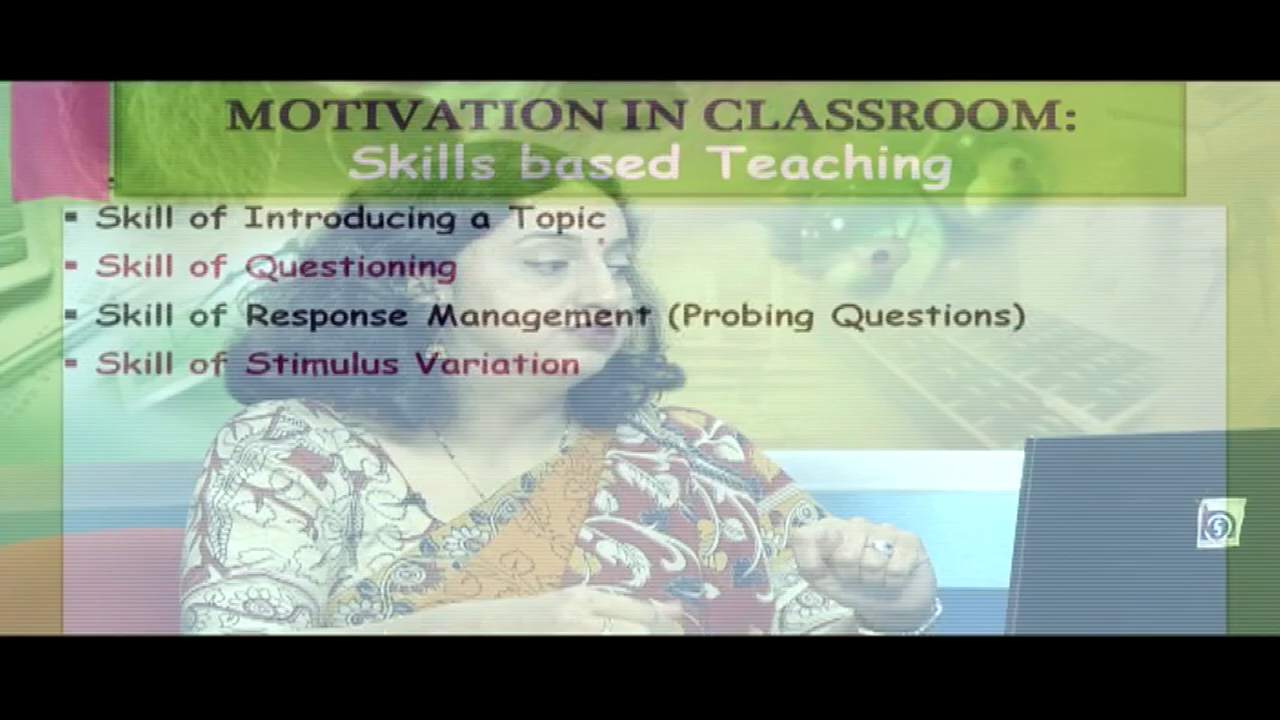 MOTIVATION IN CLASSROOM:
Skills based Teaching
▪ Skill of Introducing a Topic
▪ Skill of Questioning
▪ Skill of Response Management (Probing Questions)
▪ Skill of Stimulus Variation